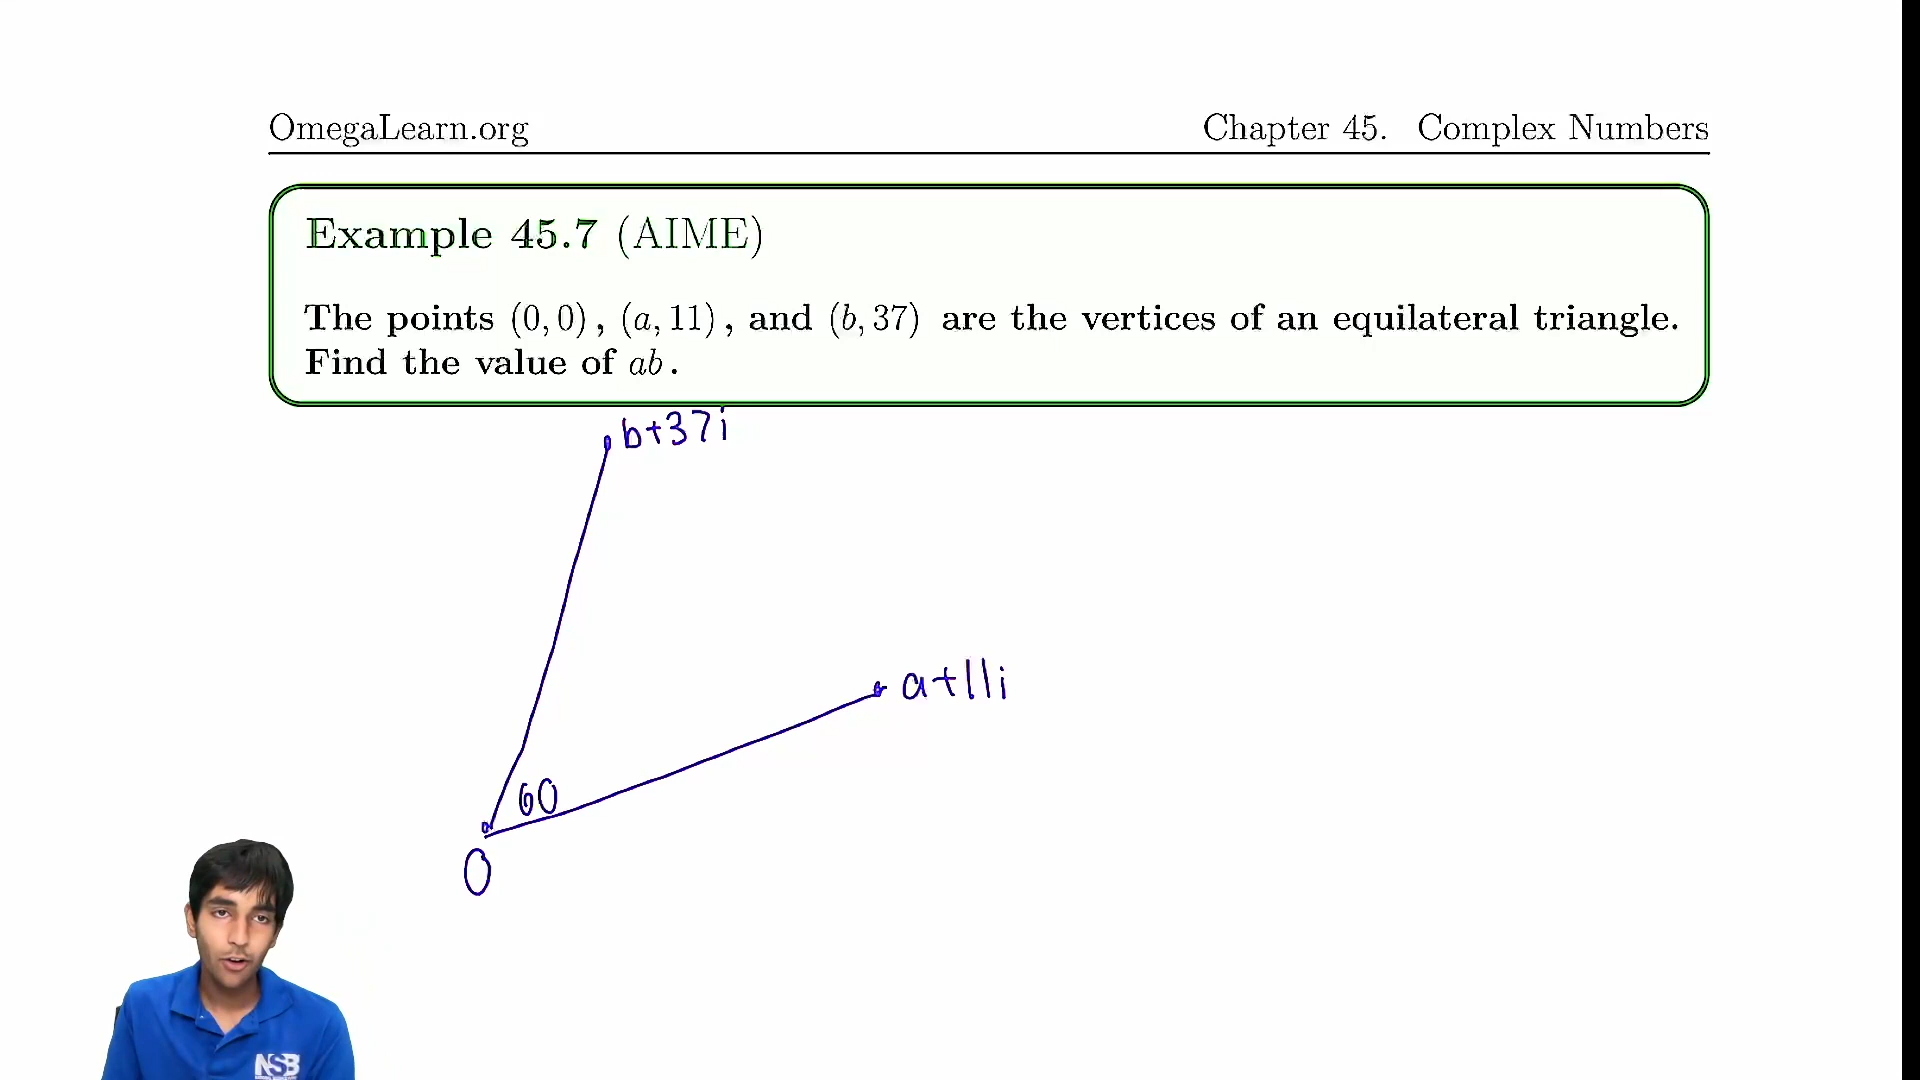 OmegaLearn.org
Chapter 45. Complex Numbers
Example 45.7 (AIME)
The points (0, 0), (a, 11), and (b, 37) are the vertices of an equilateral triangle.
Find the value of ab.
b+37i
a+11i
60
0
NSB